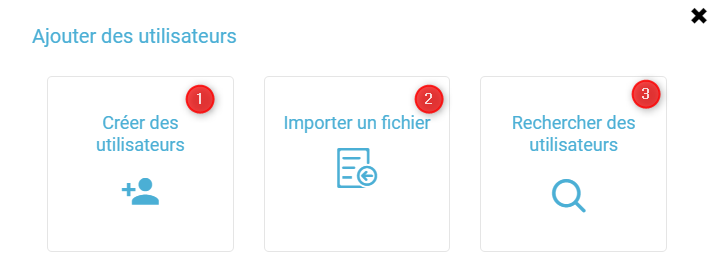 Ajouter des utilisateurs
1
Créer des
utilisateurs
2
Importer un fichier
3
Rechercher des
utilisateurs